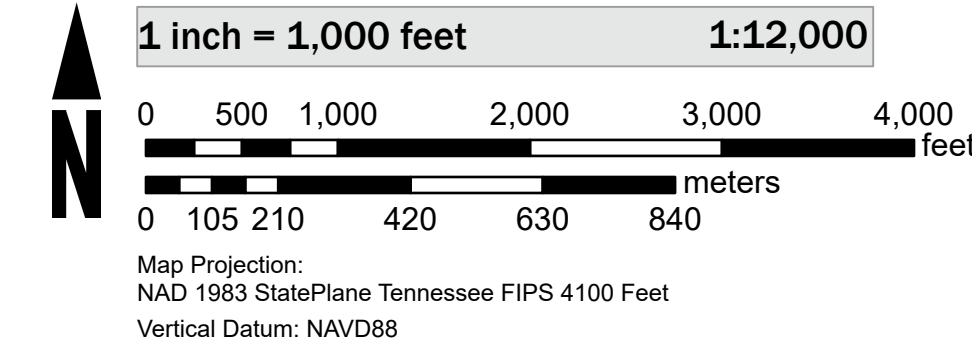 N
1 inch = 1,000 feet 1:12,000
0 500 1,000 2,000 3,000 4,000
feet
meters
0 105 210 420 630 840
Map Projection:
NAD 1983 StatePlane Tennessee FIPS 4100 Feet
Vertical Datum: NAVD88